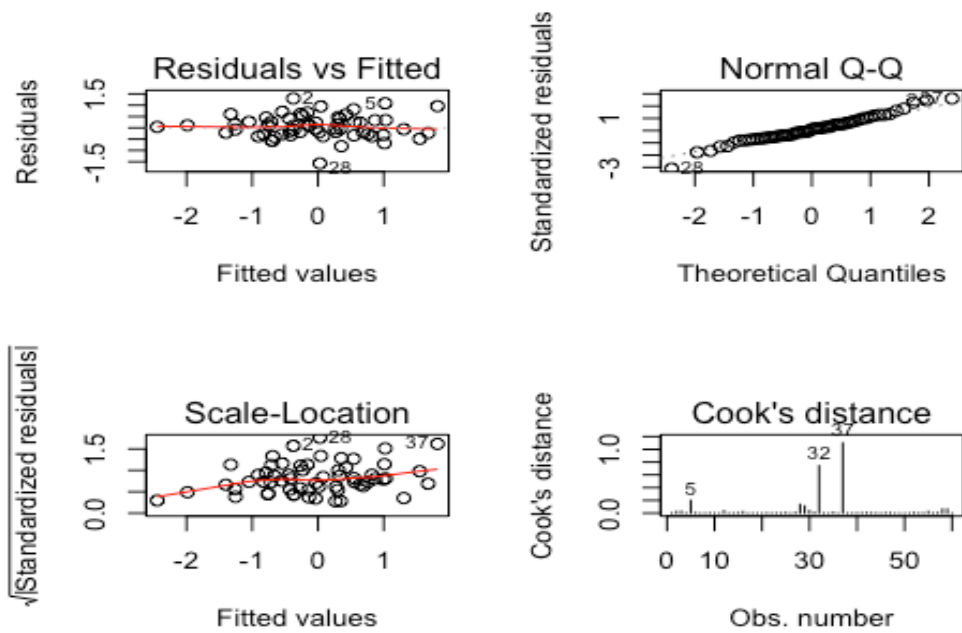 Residuals vs Fitted
Residuals
1.5
-1.5
2
5
28
-2 -1 0 1
Fitted values
Normal Q-Q
Standardized residuals
1
-3
28
-2 -1 0 1 2
Theoretical Quantiles
Scale-Location
√|Standardized residuals|
1.5
0.0
2
28
37
-2 -1 0 1
Fitted values
Cook's distance
Cook's distance
1.0
0.0
5
32
37
0 10 30 50
Obs. number